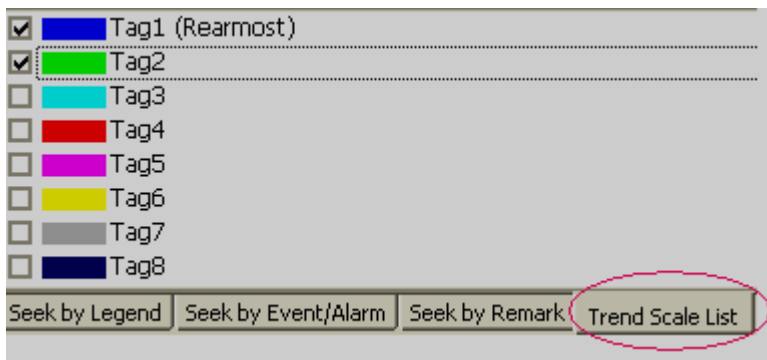 Tag1 (Rearmost)
Tag2
Tag3
Tag4
Tag5
Tag6
Tag7
Tag8
Seek by Legend Seek by Event/Alarm Seek by Remark Trend Scale List